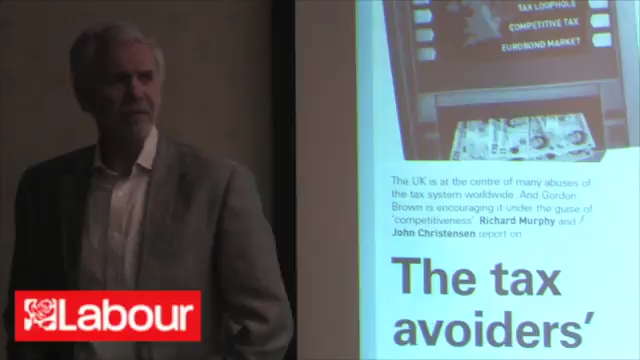 TAX LOOPHOLE
COMPETITIVE TAX
EUROBOND MARKET
The UK is at the centre of many abuses of
the tax system worldwide. And Gordon
Brown is encouraging it under the guise of
'competitiveness'. Richard Murphy and
John Christensen report on
The tax
avoiders'
Labour